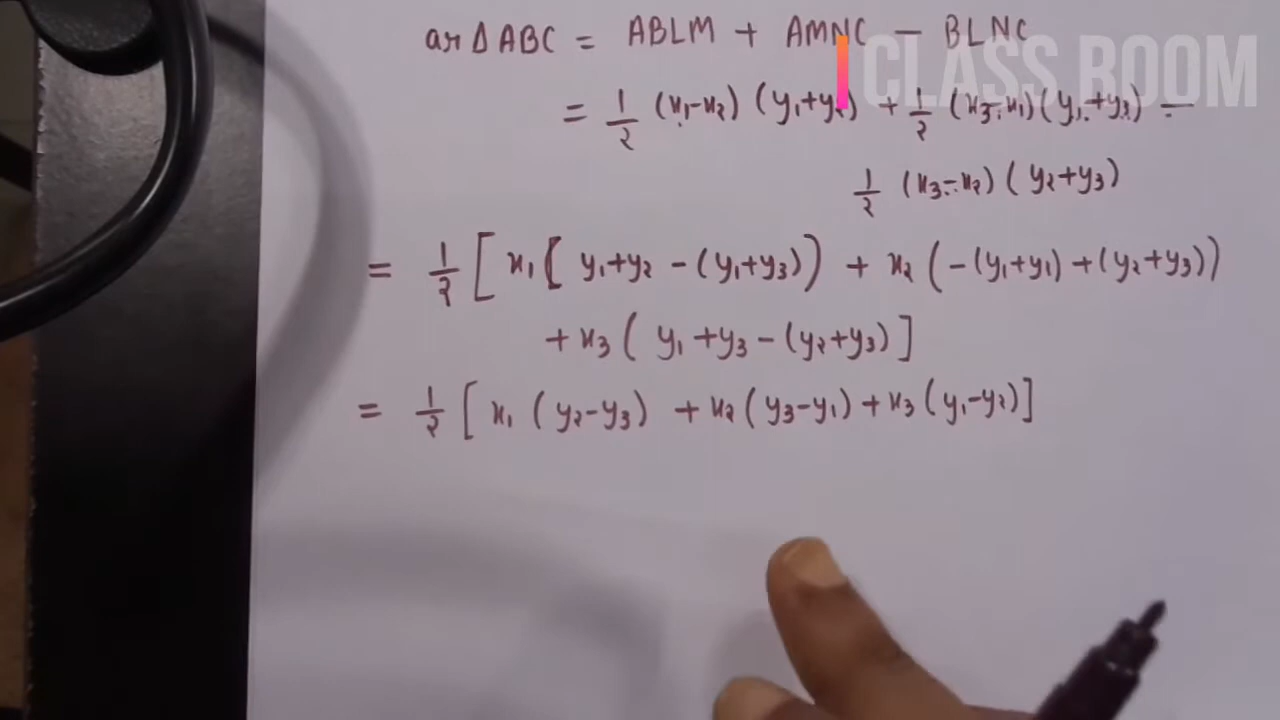 ar Δ ABC = ABLM + AMNC − BLNC
CLASS ROOM
= 1/2 (x₁−x₂) (y₁+y₂) + 1/2 (x₃−x₁)(y₁+y₃) −
1/2 (x₃−x₂) (y₂+y₃)
= 1/2 [ x₁ ( y₁+y₂ − (y₁+y₃)) + x₂ (−(y₁+y₁) + (y₂+y₃))
+ x₃ ( y₁ + y₃ − (y₂+y₃) ]
= 1/2 [ x₁ (y₂−y₃) + x₂ (y₃−y₁) + x₃ (y₁−y₂) ]